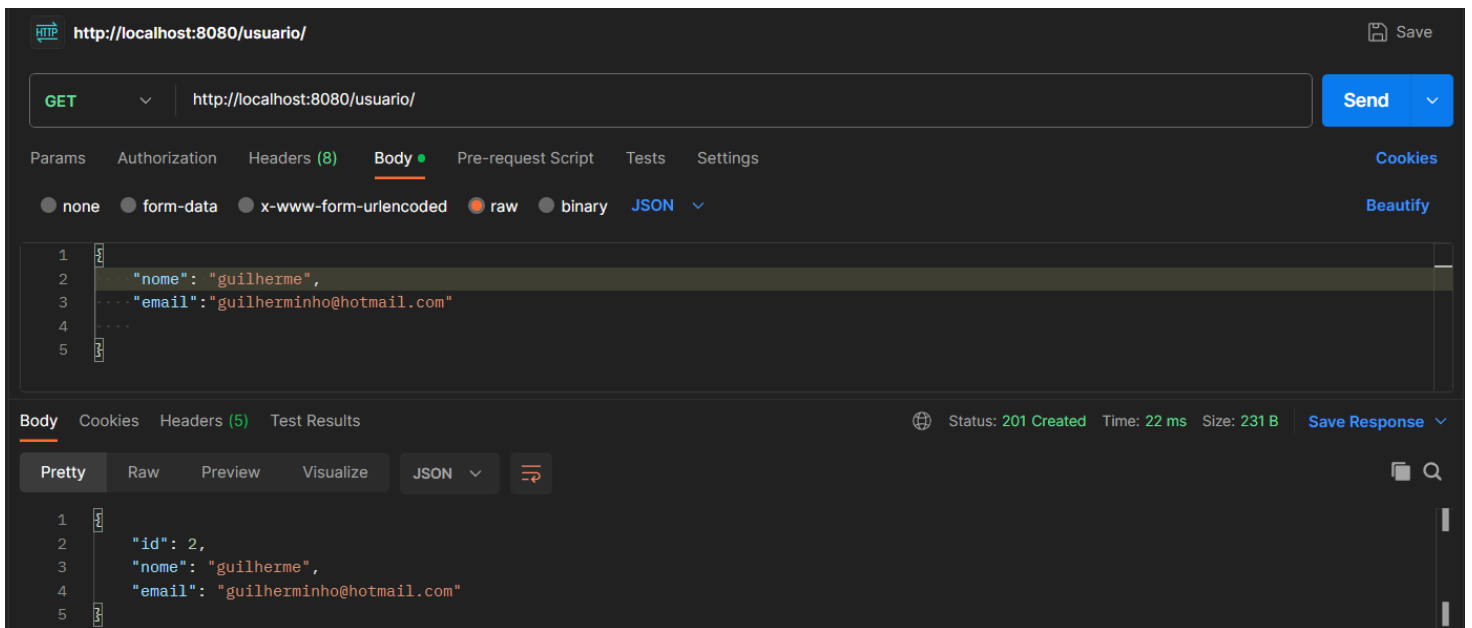 HTTP http://localhost:8080/usuario/ Save
GET http://localhost:8080/usuario/ Send
Params Authorization Headers (8) Body Pre-request Script Tests Settings Cookies
none form-data x-www-form-urlencoded raw binary JSON Beautify
1 {
2 "nome": "guilherme",
3 "email":"guilherminho@hotmail.com"
4
5 }
Body Cookies Headers (5) Test Results Status: 201 Created Time: 22 ms Size: 231 B Save Response
Pretty Raw Preview Visualize JSON
1 {
2 "id": 2,
3 "nome": "guilherme",
4 "email": "guilherminho@hotmail.com"
5 }